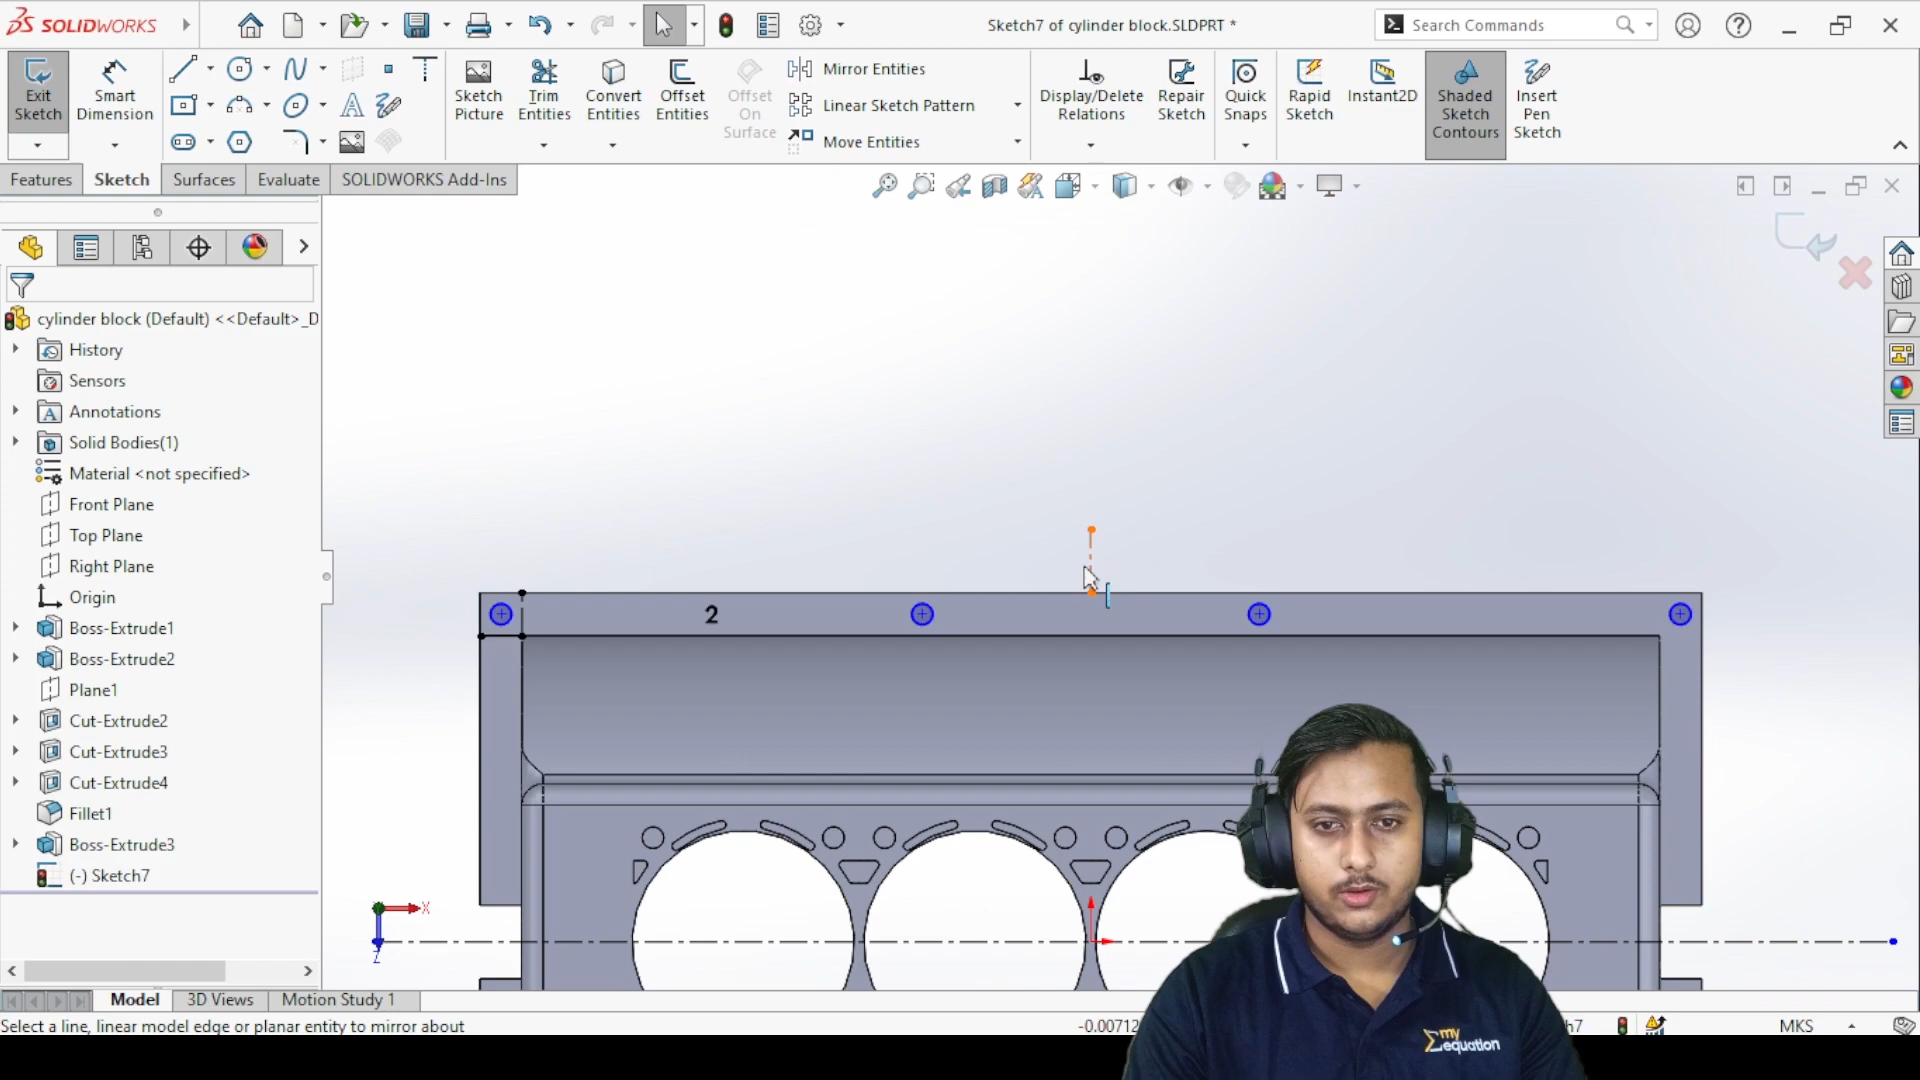 SOLIDWORKS
Sketch7 of cylinder block.SLDPRT *
Search Commands
Exit Sketch
Smart Dimension
Sketch Picture
Trim Entities
Convert Entities
Offset Entities
Offset On Surface
Mirror Entities
Linear Sketch Pattern
Move Entities
Display/Delete Relations
Repair Sketch
Quick Snaps
Rapid Sketch
Instant2D
Shaded Sketch Contours
Insert Pen Sketch
Features
Sketch
Surfaces
Evaluate
SOLIDWORKS Add-Ins
cylinder block (Default) <<Default>_D
History
Sensors
Annotations
Solid Bodies(1)
Material <not specified>
Front Plane
Top Plane
Right Plane
Origin
Boss-Extrude1
Boss-Extrude2
Plane1
Cut-Extrude2
Cut-Extrude3
Cut-Extrude4
Fillet1
Boss-Extrude3
(-) Sketch7
2
X
Z
Model
3D Views
Motion Study 1
Select a line, linear model edge or planar entity to mirror about
-0.00712
h7
MKS
my
equation